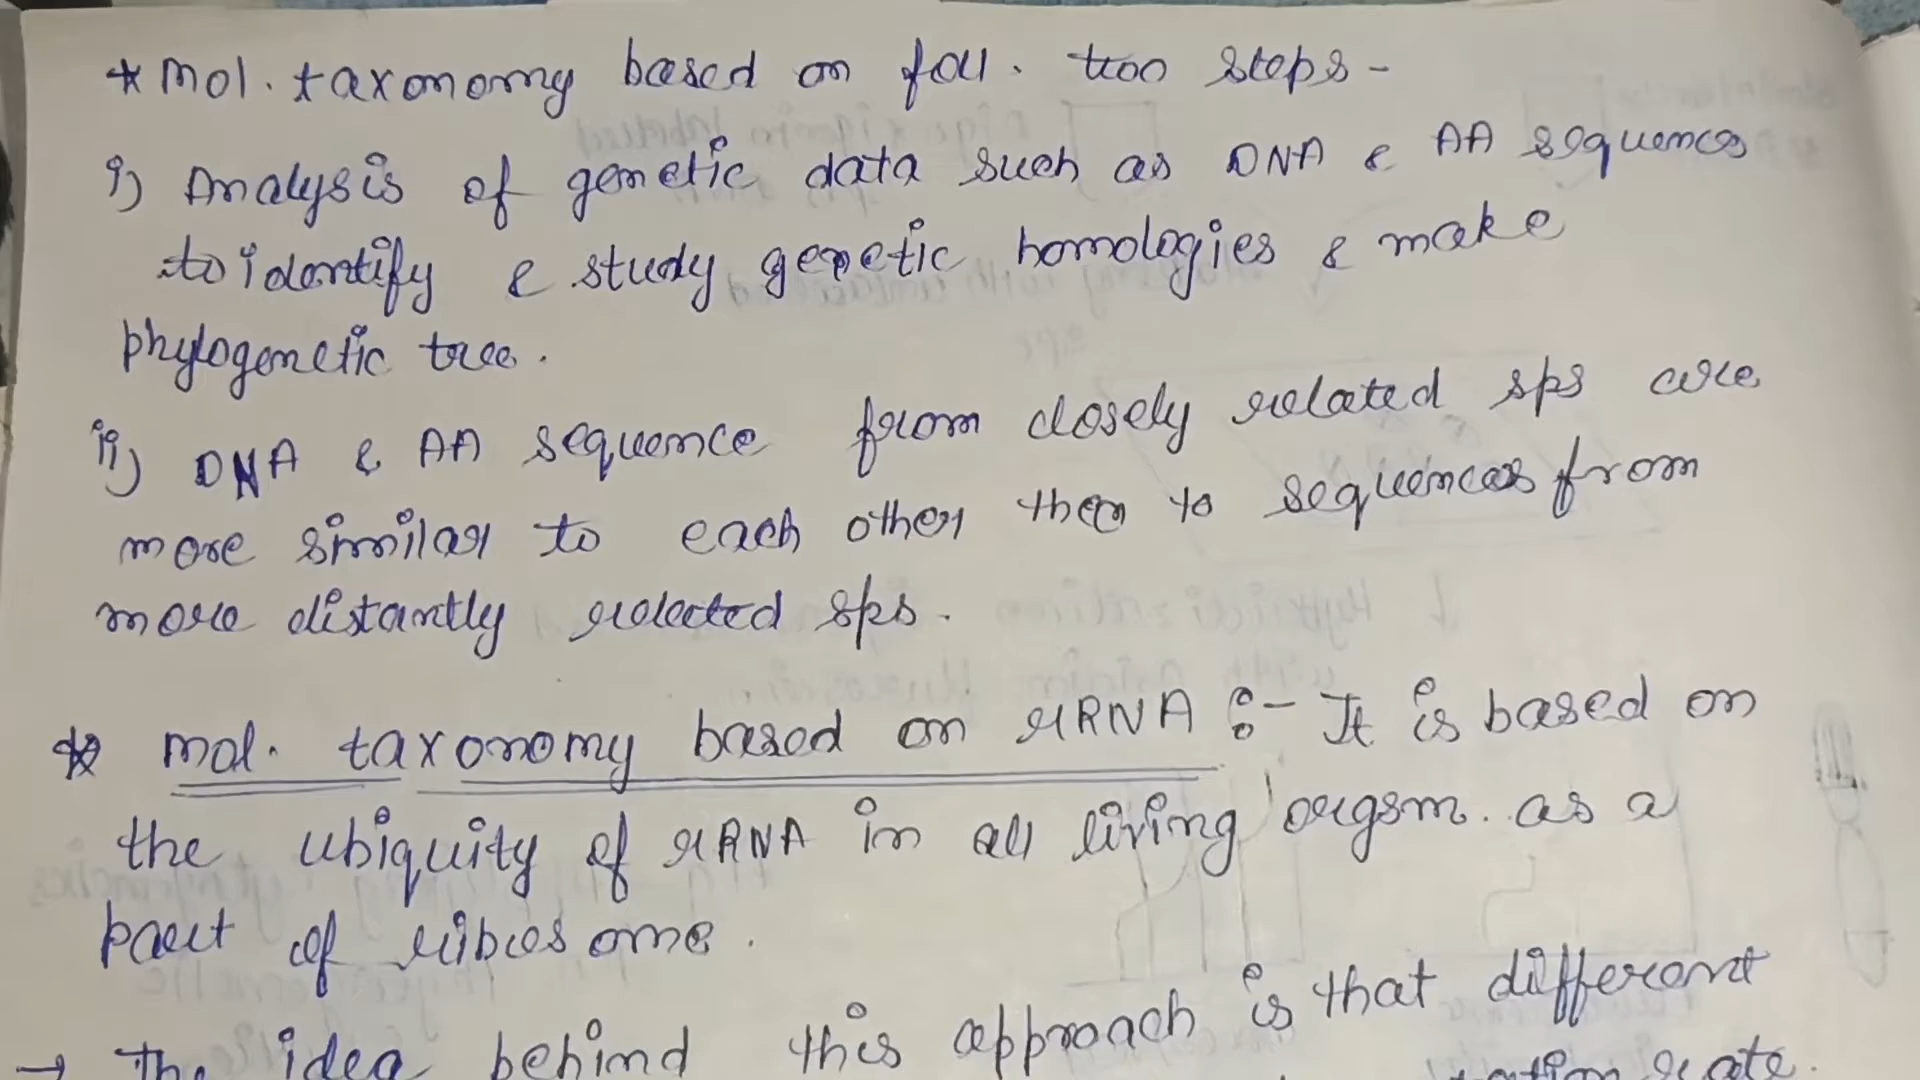 * Mol. taxonomy based on foll. two steps -
i) Analysis of genetic data such as DNA & AA sequences
to identify & study genetic homologies & make
phylogenetic tree.
ii) DNA & AA sequence from closely related sps are
more similar to each other then to sequences from
more distantly related sps.
* mol. taxonomy based on rRNA :- It is based on
the ubiquity of rRNA in all living orgsm. as a
part of ribosome.
→ The idea behind this approach is that different
rate.